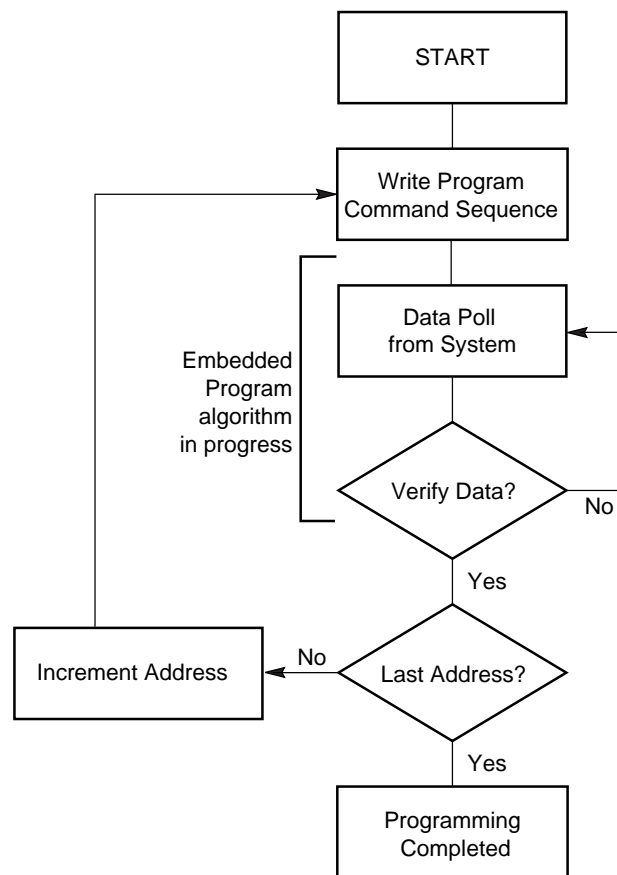 START
Write Program
Command Sequence
Data Poll
from System
Embedded
Program
algorithm
in progress
Verify Data?
No
Yes
Increment Address
No
Last Address?
Yes
Programming
Completed